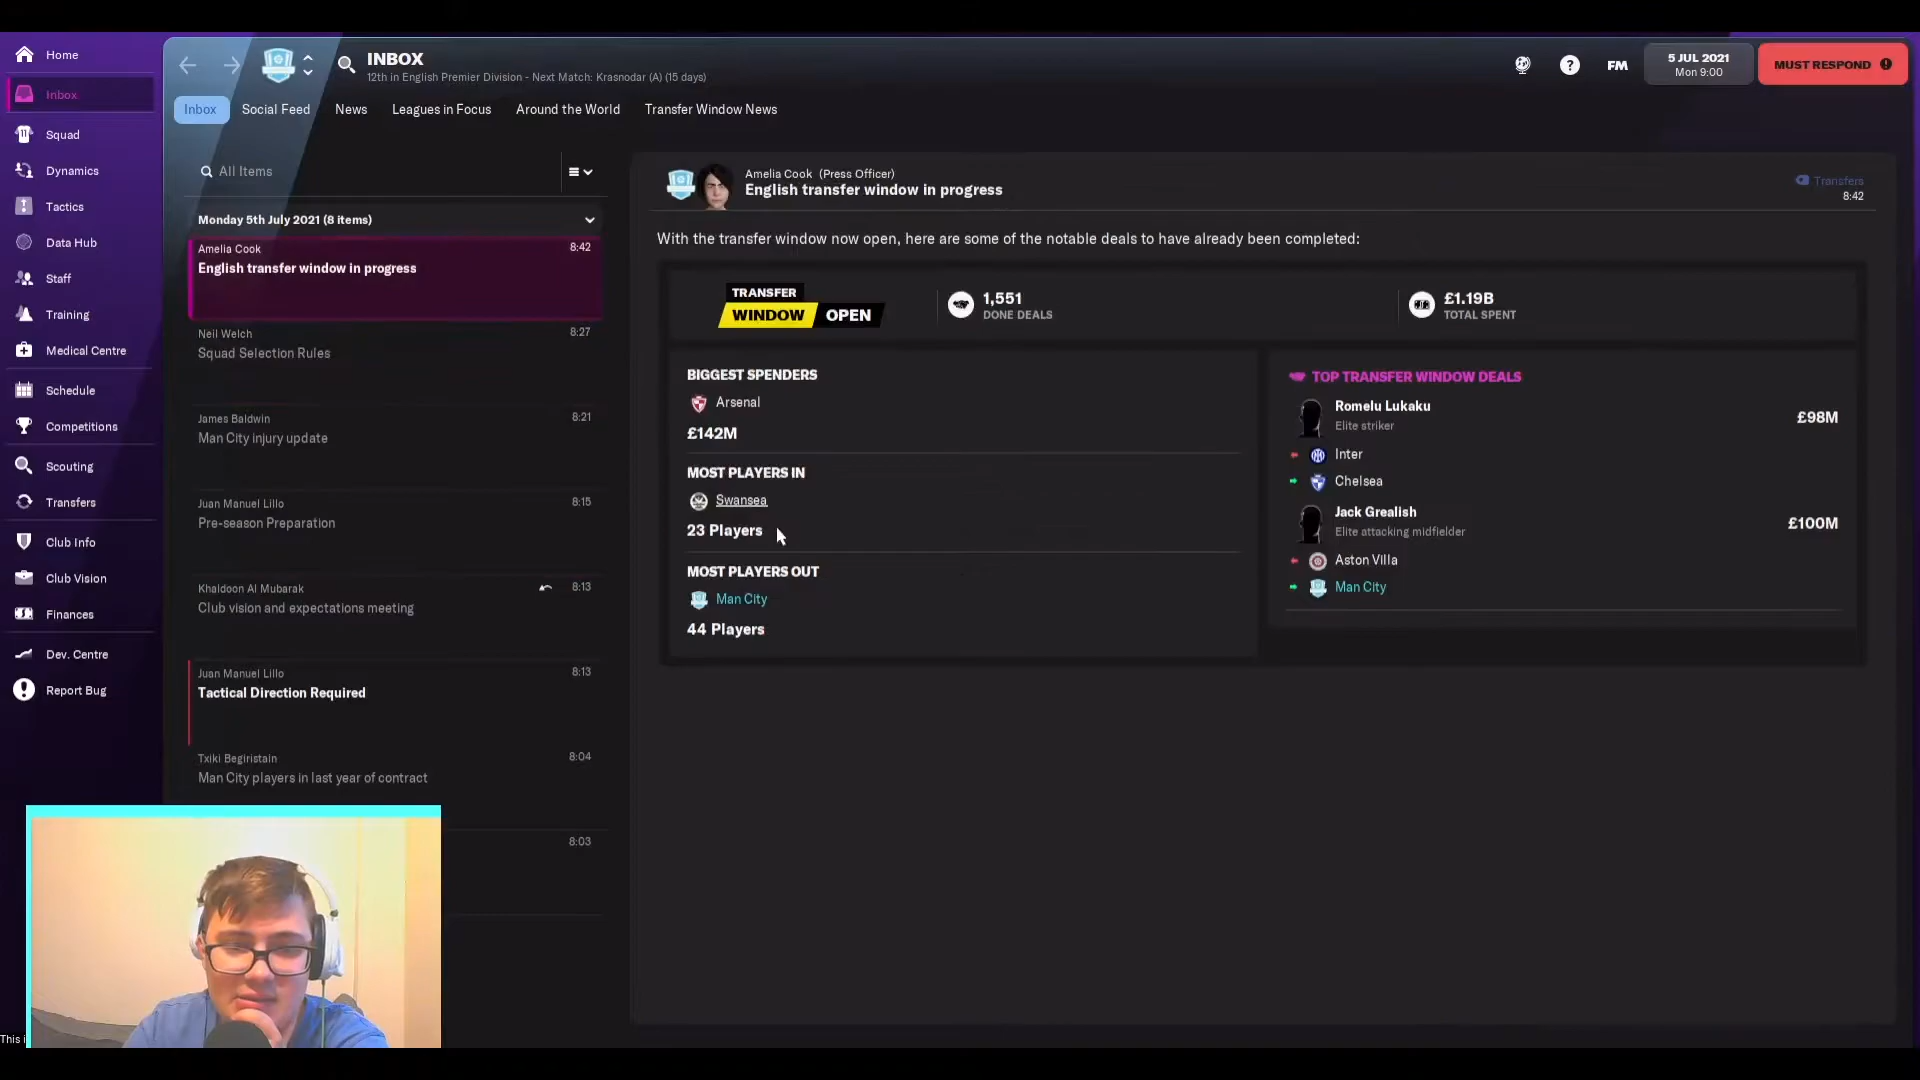 Home
INBOX
12th in English Premier Division - Next Match: Krasnodar (A) (15 days)
FM
5 JUL 2021
Mon 9:00
MUST RESPOND
Inbox
Inbox
Social Feed
News
Leagues in Focus
Around the World
Transfer Window News
Squad
Dynamics
Tactics
Data Hub
Staff
Training
Medical Centre
Schedule
Competitions
Scouting
Transfers
Club Info
Club Vision
Finances
Dev. Centre
Report Bug
All Items
Monday 5th July 2021 (8 items)
Amelia Cook
8:42
English transfer window in progress
Neil Welch
8:27
Squad Selection Rules
James Baldwin
8:21
Man City injury update
Juan Manuel Lillo
8:15
Pre-season Preparation
Khaldoon Al Mubarak
8:13
Club vision and expectations meeting
Juan Manuel Lillo
8:13
Tactical Direction Required
Txiki Begiristain
8:04
Man City players in last year of contract
8:03
Amelia Cook (Press Officer)
English transfer window in progress
Transfers
8:42
With the transfer window now open, here are some of the notable deals to have already been completed:
TRANSFER
WINDOW OPEN
1,551
DONE DEALS
£1.19B
TOTAL SPENT
BIGGEST SPENDERS
Arsenal
£142M
MOST PLAYERS IN
Swansea
23 Players
MOST PLAYERS OUT
Man City
44 Players
TOP TRANSFER WINDOW DEALS
Romelu Lukaku
Elite striker
£98M
Inter
Chelsea
Jack Grealish
Elite attacking midfielder
£100M
Aston Villa
Man City
This i